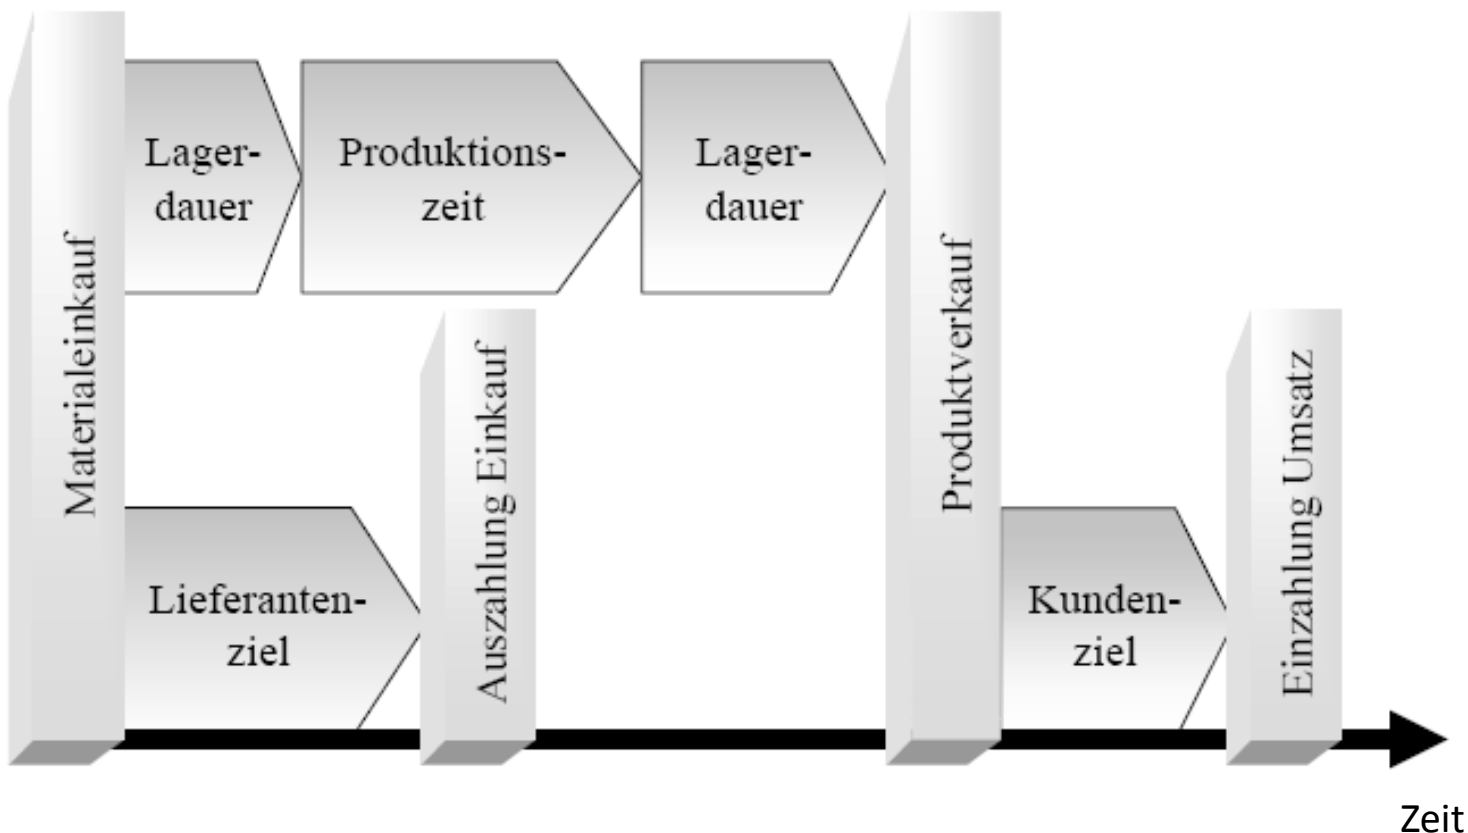 Materialeinkauf
Lager-
dauer
Produktions-
zeit
Lager-
dauer
Produktverkauf
Lieferanten-
ziel
Auszahlung Einkauf
Kunden-
ziel
Einzahlung Umsatz
Zeit